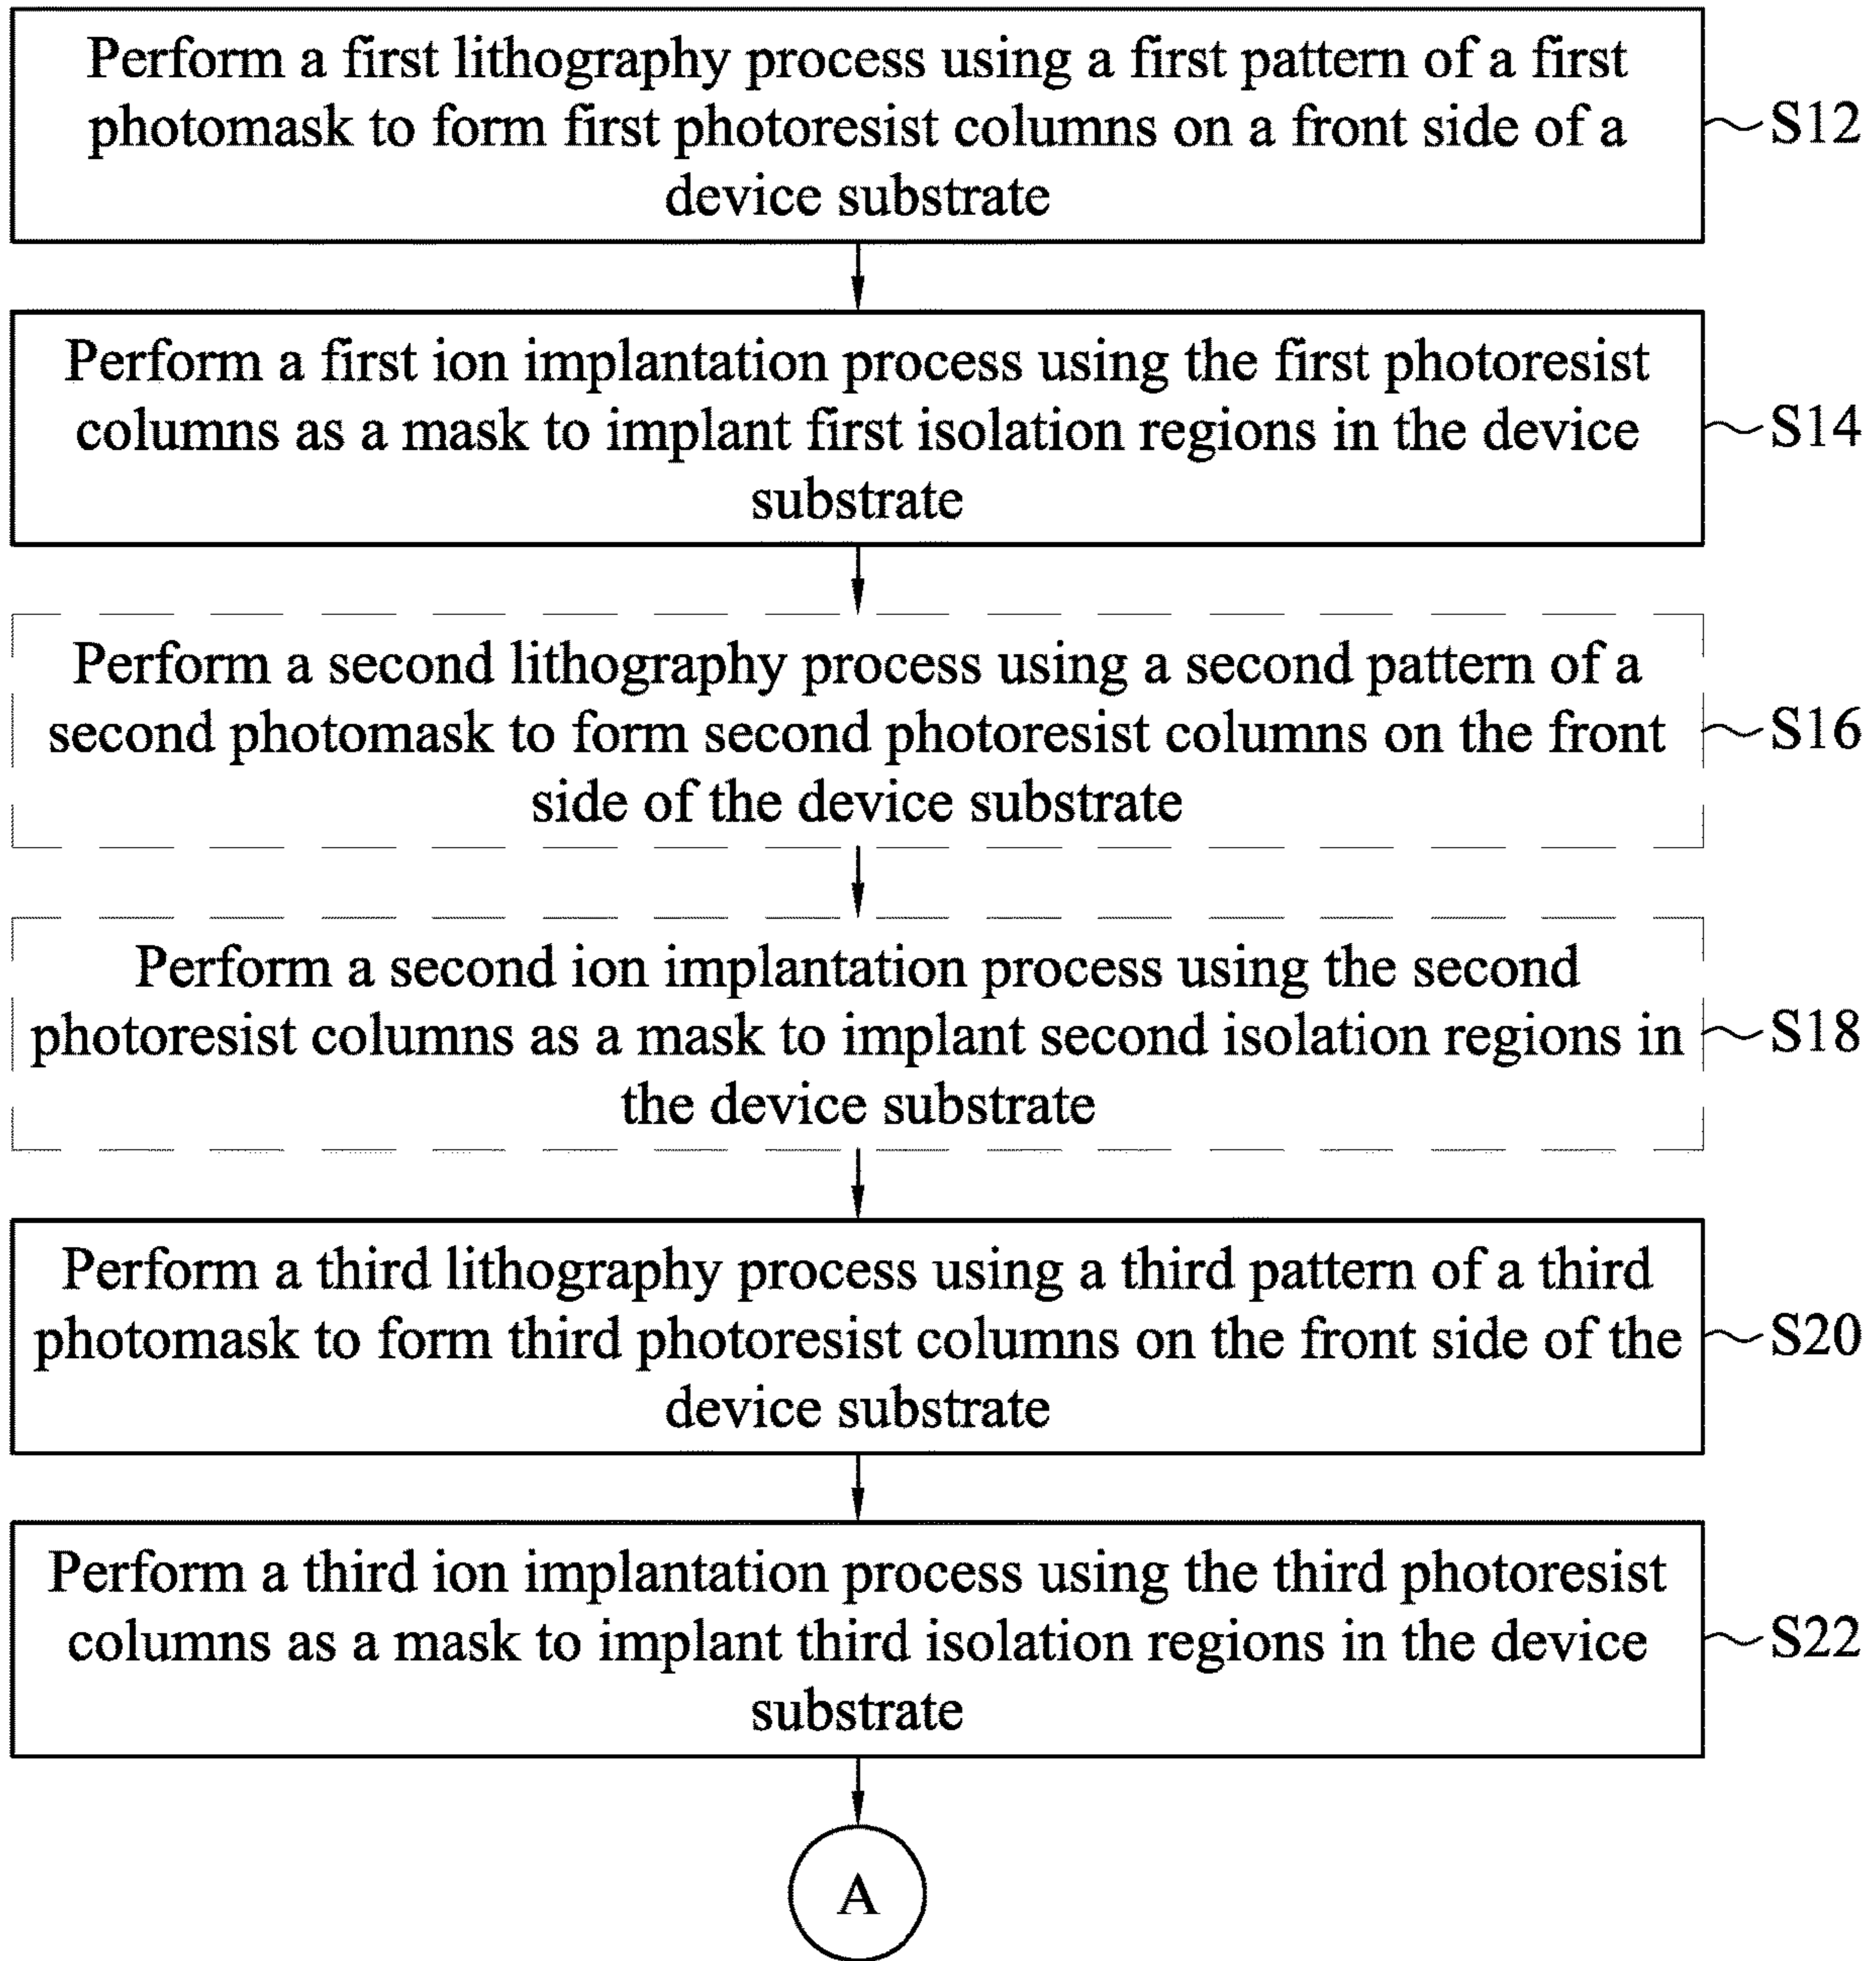 Perform a first lithography process using a first pattern of a first
photomask to form first photoresist columns on a front side of a
device substrate
S12
Perform a first ion implantation process using the first photoresist
columns as a mask to implant first isolation regions in the device
substrate
S14
Perform a second lithography process using a second pattern of a
second photomask to form second photoresist columns on the front
side of the device substrate
S16
Perform a second ion implantation process using the second
photoresist columns as a mask to implant second isolation regions in
the device substrate
S18
Perform a third lithography process using a third pattern of a third
photomask to form third photoresist columns on the front side of the
device substrate
S20
Perform a third ion implantation process using the third photoresist
columns as a mask to implant third isolation regions in the device
substrate
S22
A